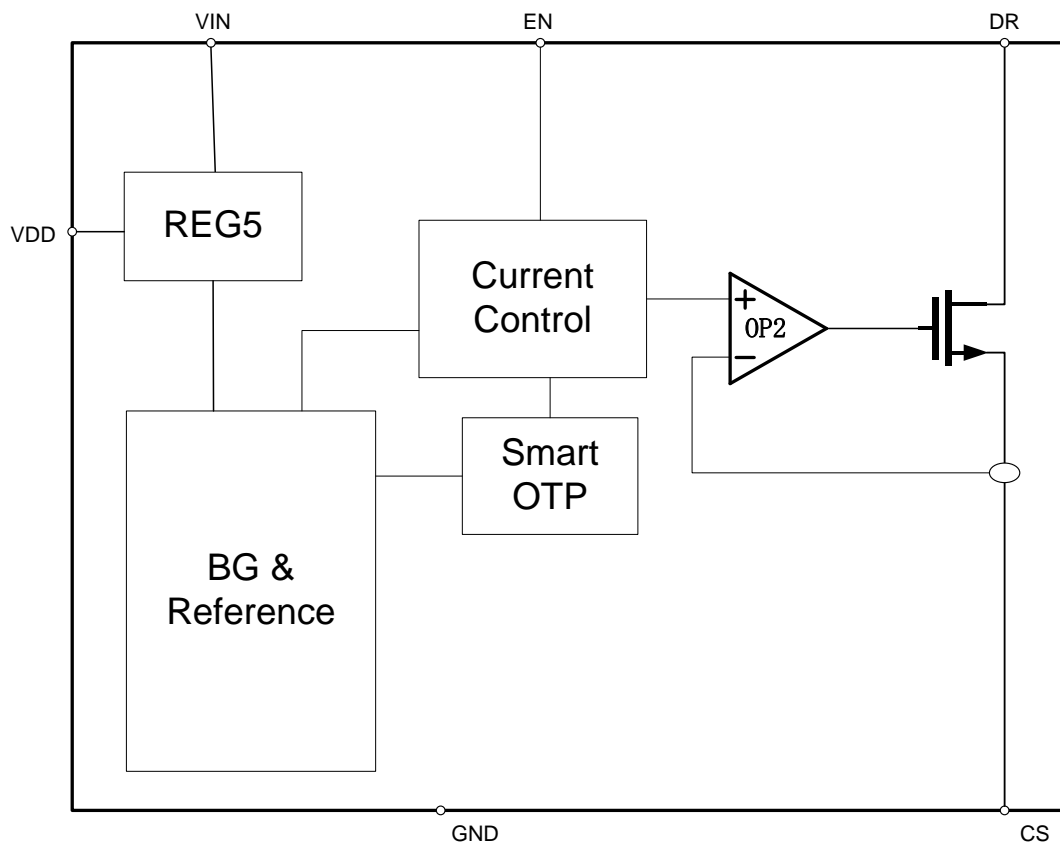 VIN
EN
DR
VDD
REG5
Current
Control
+
OP2
−
Smart
OTP
BG &
Reference
GND
CS